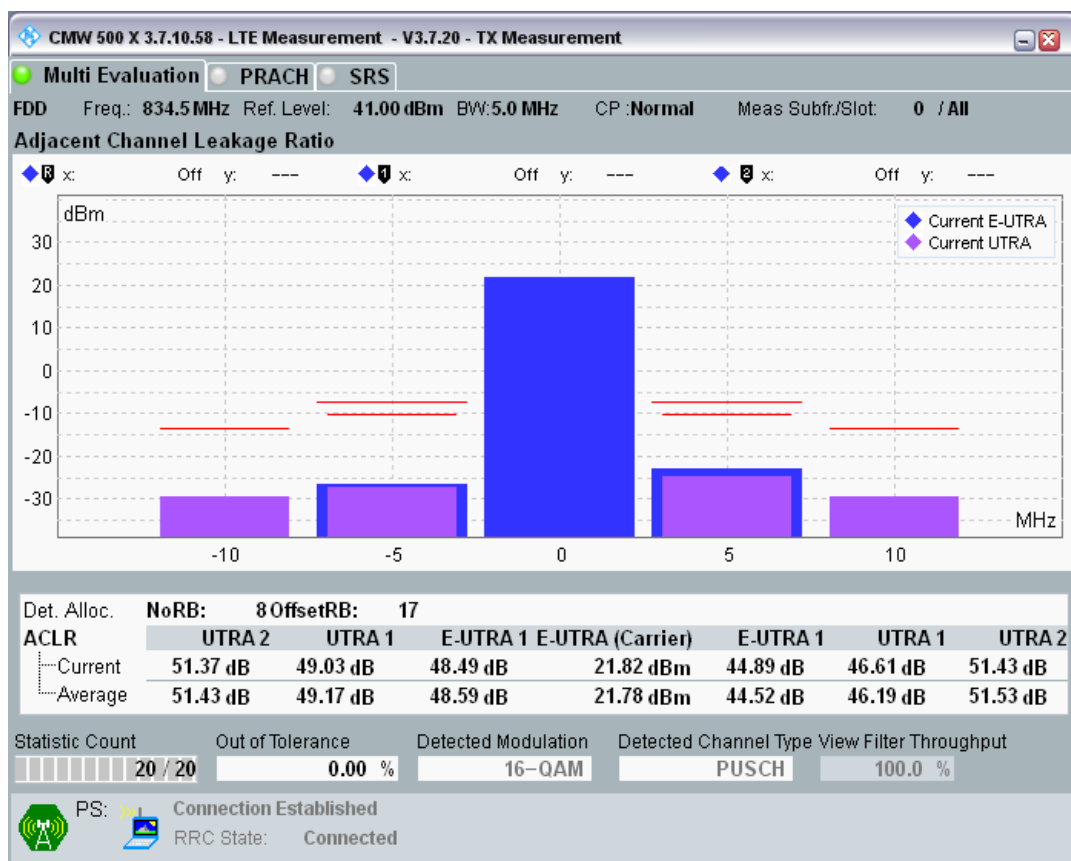 CMW 500 X 3.7.10.58 - LTE Measurement - V3.7.20 - TX Measurement
Multi Evaluation PRACH SRS
FDD Freq.: 834.5 MHz Ref. Level: 41.00 dBm BW:5.0 MHz CP :Normal Meas Subfr./Slot: 0 / All
Adjacent Channel Leakage Ratio
R x: Off y: --- 1 x: Off y: --- 2 x: Off y: ---
dBm
Current E-UTRA
Current UTRA
30
20
10
0
-10
-20
-30
MHz
-10 -5 0 5 10
Det. Alloc. NoRB: 8 OffsetRB: 17
ACLR UTRA 2 UTRA 1 E-UTRA 1 E-UTRA (Carrier) E-UTRA 1 UTRA 1 UTRA 2
Current 51.37 dB 49.03 dB 48.49 dB 21.82 dBm 44.89 dB 46.61 dB 51.43 dB
Average 51.43 dB 49.17 dB 48.59 dB 21.78 dBm 44.52 dB 46.19 dB 51.53 dB
Statistic Count Out of Tolerance Detected Modulation Detected Channel Type View Filter Throughput
20 / 20 0.00 % 16-QAM PUSCH 100.0 %
PS: Connection Established
RRC State: Connected